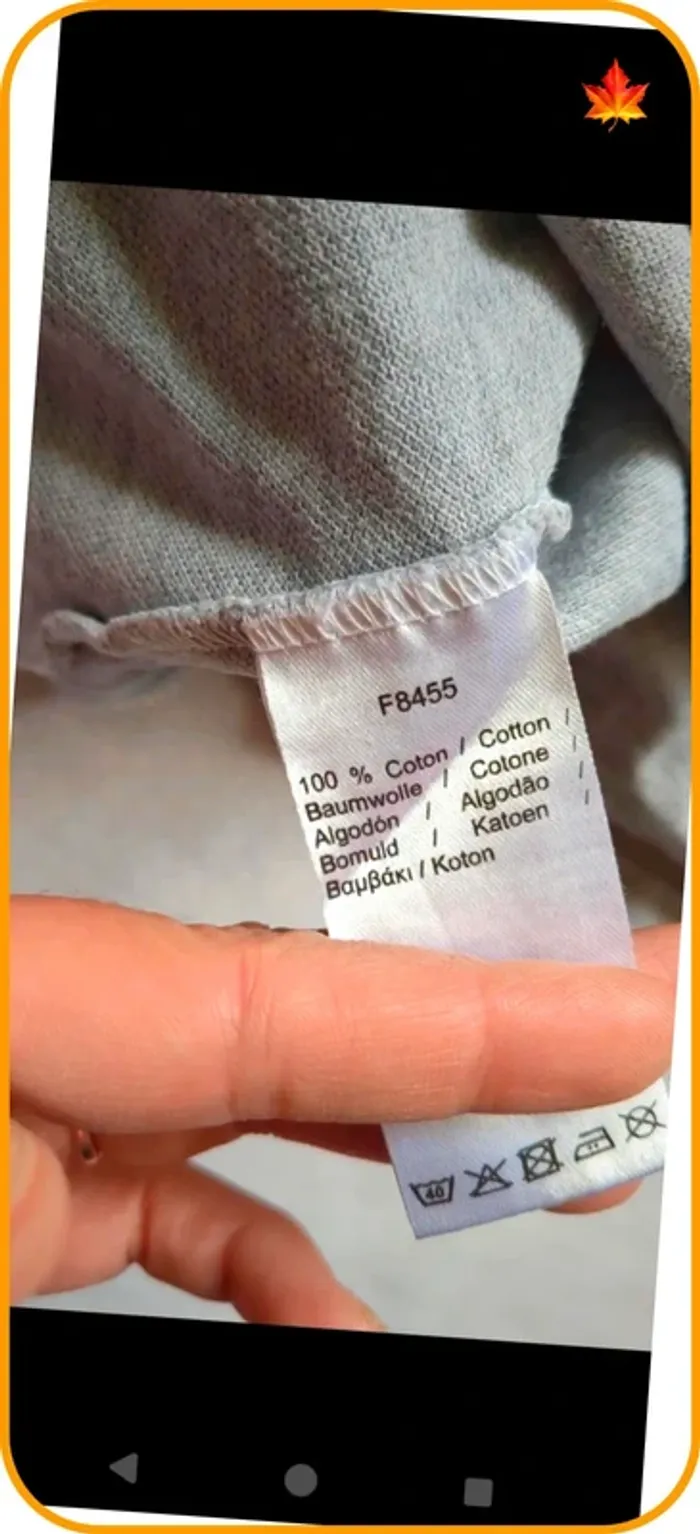 F8455
100 % Coton / Cotton /
Baumwolle / Cotone /
Algodón / Algodão /
Bomuld / Katoen /
Βαμβάκι / Koton
40